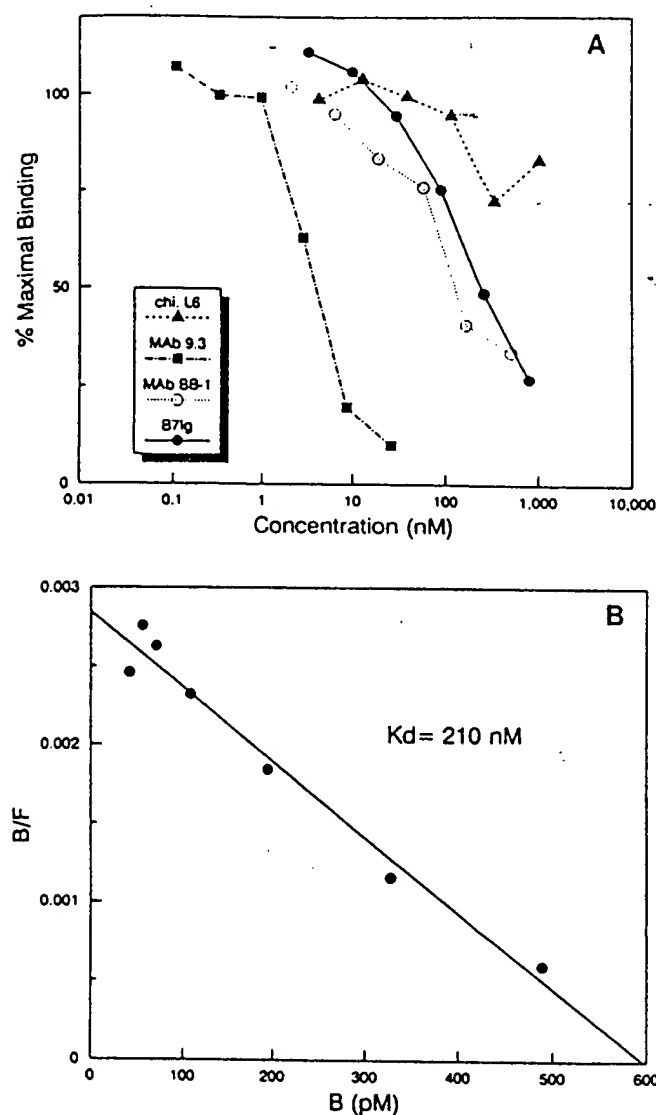 A
% Maximal Binding
100
50
0
chi. L6
MAb 9.3
MAb BB-1
B7Ig
0.01 0.1 1 10 100 1,000 10,000
Concentration (nM)
B
0.003
0.002
0.001
0
B/F
Kd= 210 nM
0 100 200 300 400 500 600
B (pM)